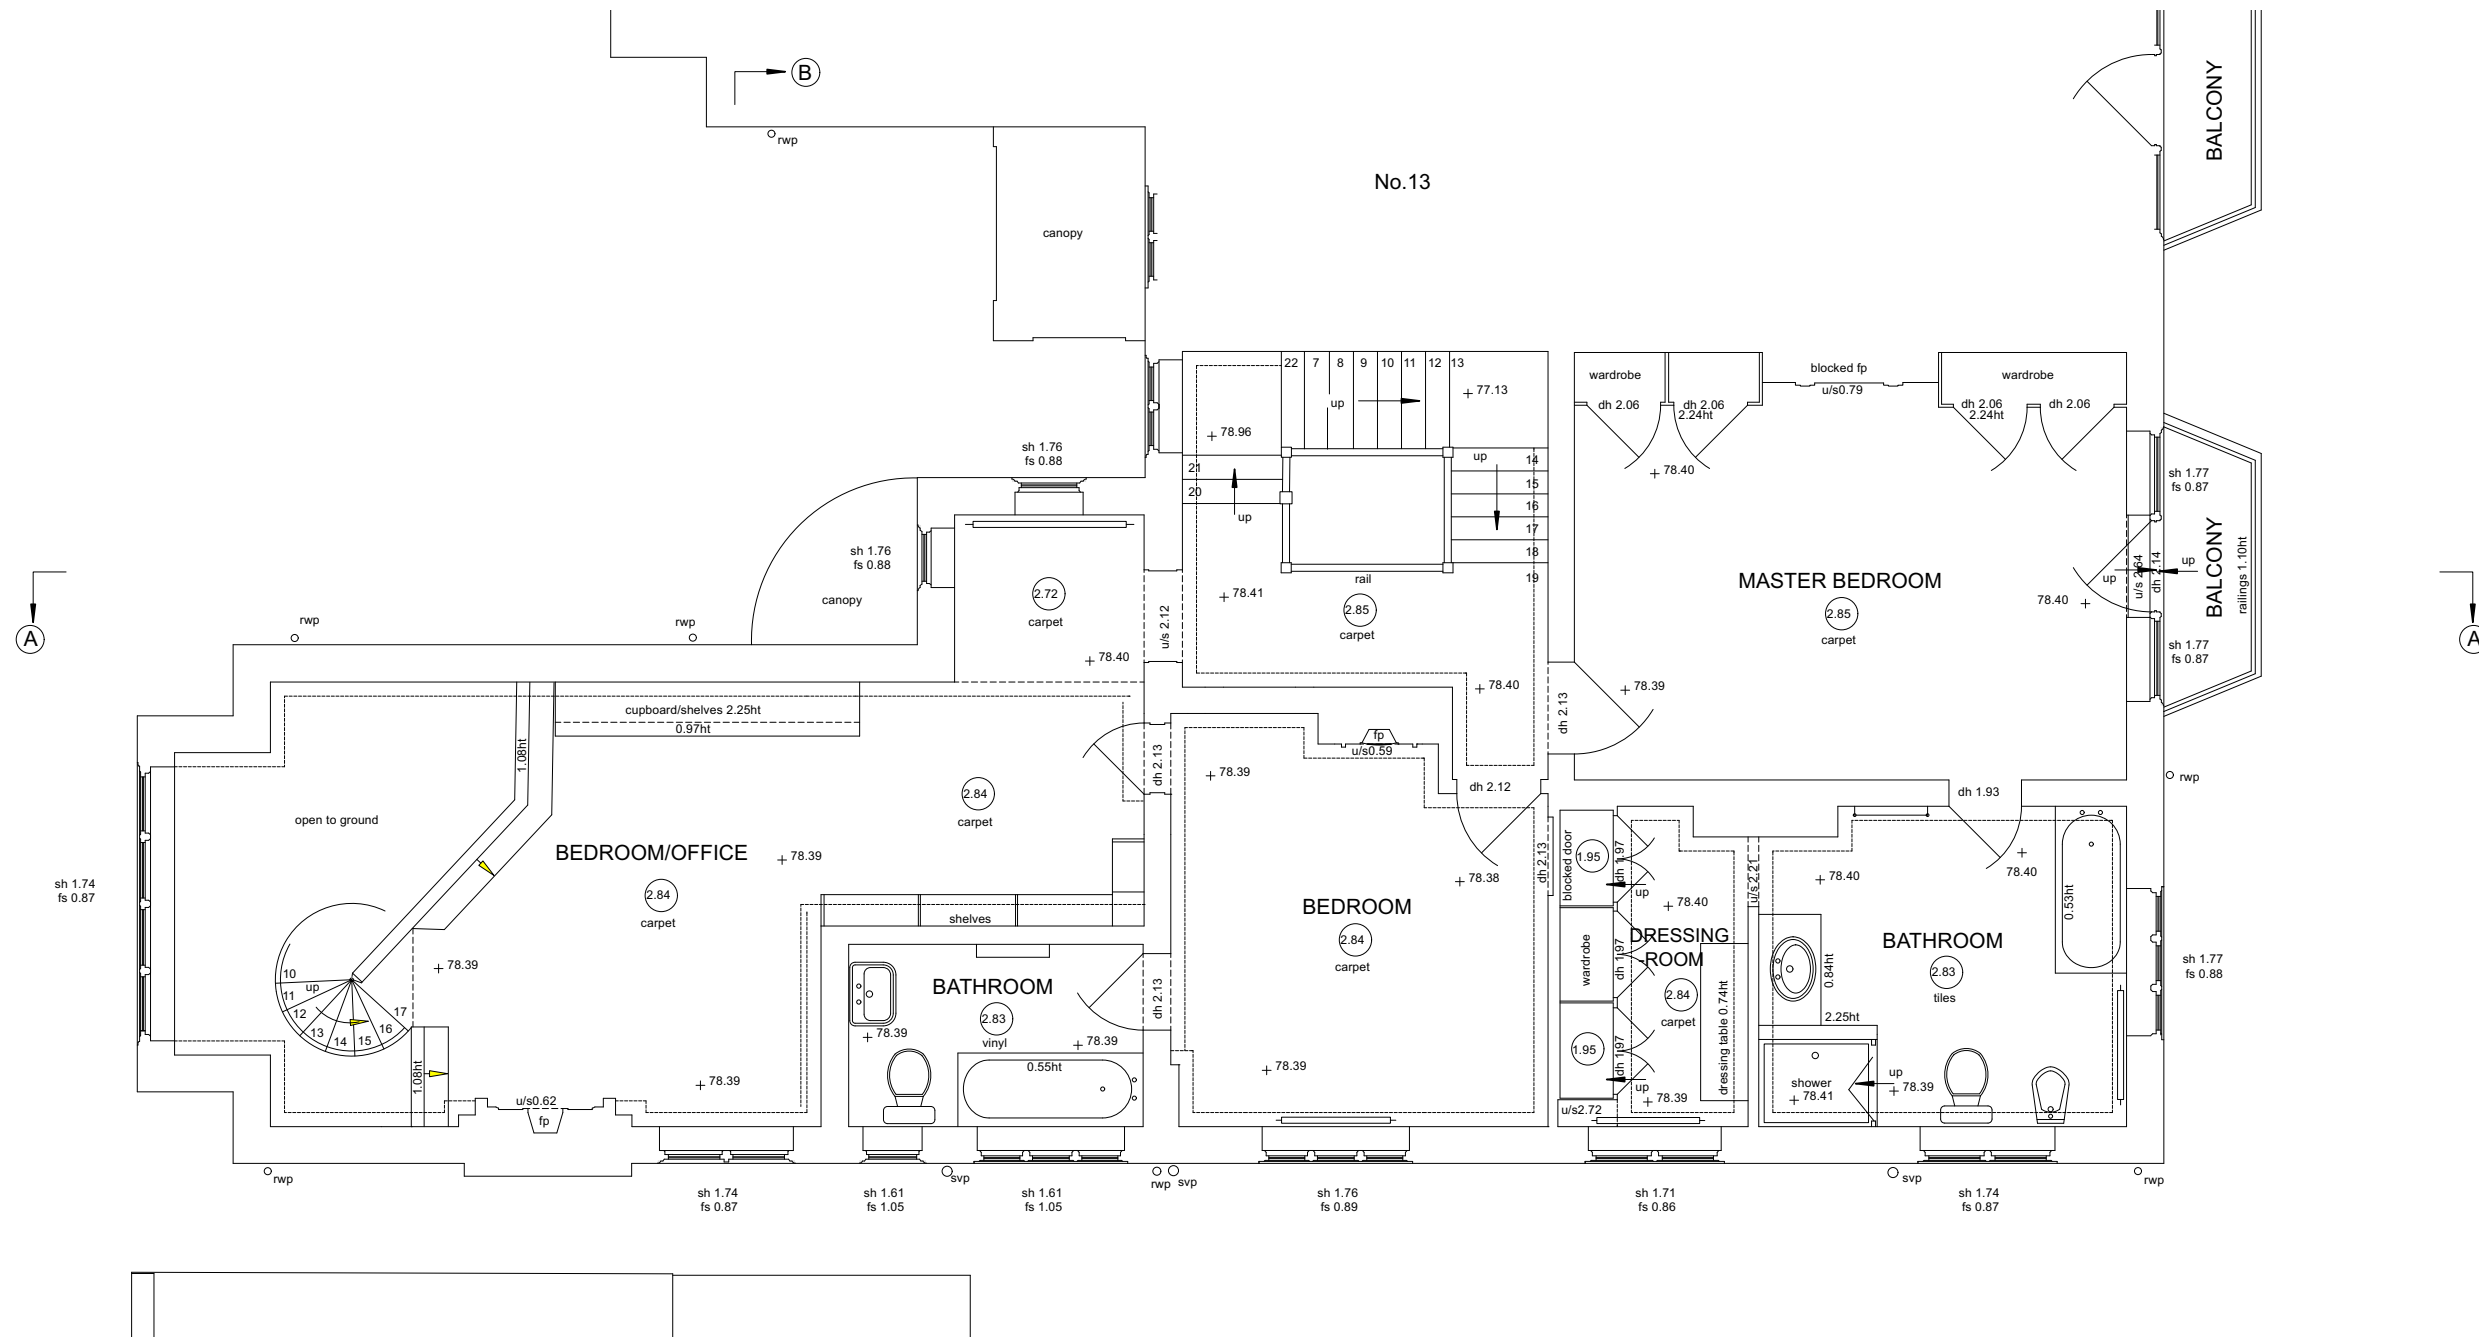 B
rwp
BALCONY
No.13
canopy
22 7 8 9 10 11 12 13
up
77.13
78.96
21
20
up
up
14
15
16
17
18
19
rail
78.41
2.85
carpet
78.40
wardrobe
dh 2.06
dh 2.06
2.24ht
blocked fp
u/s0.79
wardrobe
dh 2.06
2.24ht
dh 2.06
78.40
MASTER BEDROOM
2.85
carpet
78.40
78.39
dh 2.13
sh 1.77
fs 0.87
up
u/s 2.64
dh 2.14
up
BALCONY
railings 1.10ht
sh 1.77
fs 0.87
A
A
sh 1.76
fs 0.88
sh 1.76
fs 0.88
canopy
2.72
carpet
78.40
u/s 2.12
rwp
rwp
cupboard/shelves 2.25ht
0.97ht
1.08ht
open to ground
BEDROOM/OFFICE
2.84
carpet
78.39
2.84
carpet
dh 2.13
shelves
78.39
sh 1.74
fs 0.87
10
up
11
12
13
14
15
16
17
1.08ht
78.39
u/s0.62
fp
BATHROOM
2.83
vinyl
78.39
78.39
0.55ht
dh 2.13
fp
u/s0.59
78.39
dh 2.12
78.38
BEDROOM
2.84
carpet
78.39
dh 2.13
blocked door
1.95
dh 1.97
up
wardrobe
dh 1.97
1.95
dh 1.97
up
u/s2.72
78.40
DRESSING
-ROOM
2.84
carpet
dressing table 0.74ht
78.39
u/s 2.21
dh 1.93
78.40
78.40
0.53ht
BATHROOM
2.83
tiles
0.84ht
2.25ht
shower
78.41
up
78.39
rwp
sh 1.77
fs 0.88
rwp
svp
rwp
svp
svp
rwp
sh 1.74
fs 0.87
sh 1.61
fs 1.05
sh 1.61
fs 1.05
sh 1.76
fs 0.89
sh 1.71
fs 0.86
sh 1.74
fs 0.87